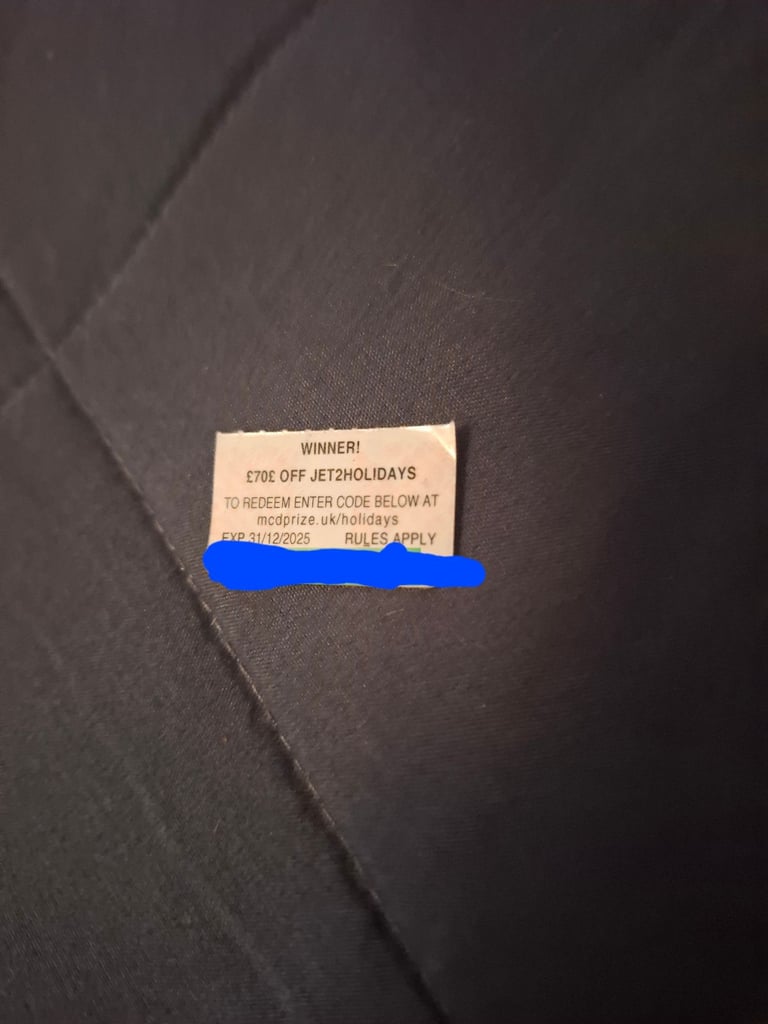 WINNER!
£70£ OFF JET2HOLIDAYS
TO REDEEM ENTER CODE BELOW AT
mcdprize.uk/holidays
EXP 31/12/2025 RULES APPLY